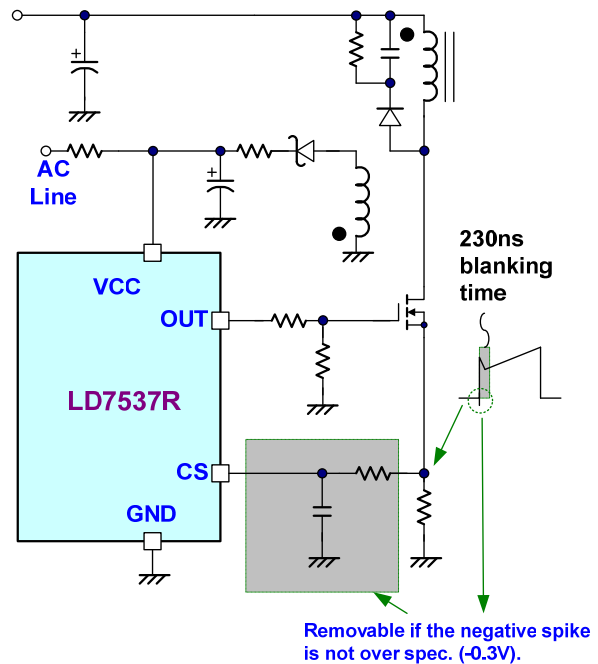 AC
Line
VCC
OUT
LD7537R
CS
GND
230ns
blanking
time
+
+
Removable if the negative spike
is not over spec. (-0.3V).